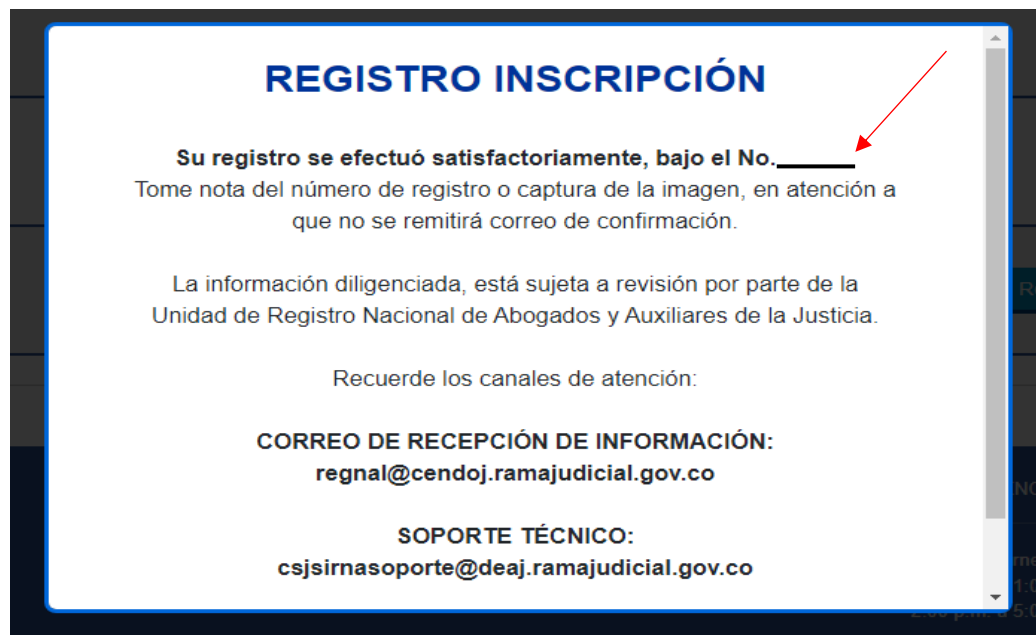 REGISTRO INSCRIPCIÓN
Su registro se efectuó satisfactoriamente, bajo el No.______
Tome nota del número de registro o captura de la imagen, en atención a
que no se remitirá correo de confirmación.
La información diligenciada, está sujeta a revisión por parte de la
Unidad de Registro Nacional de Abogados y Auxiliares de la Justicia.
Recuerde los canales de atención:
CORREO DE RECEPCIÓN DE INFORMACIÓN:
regnal@cendoj.ramajudicial.gov.co
SOPORTE TÉCNICO:
csjsirnasoporte@deaj.ramajudicial.gov.co